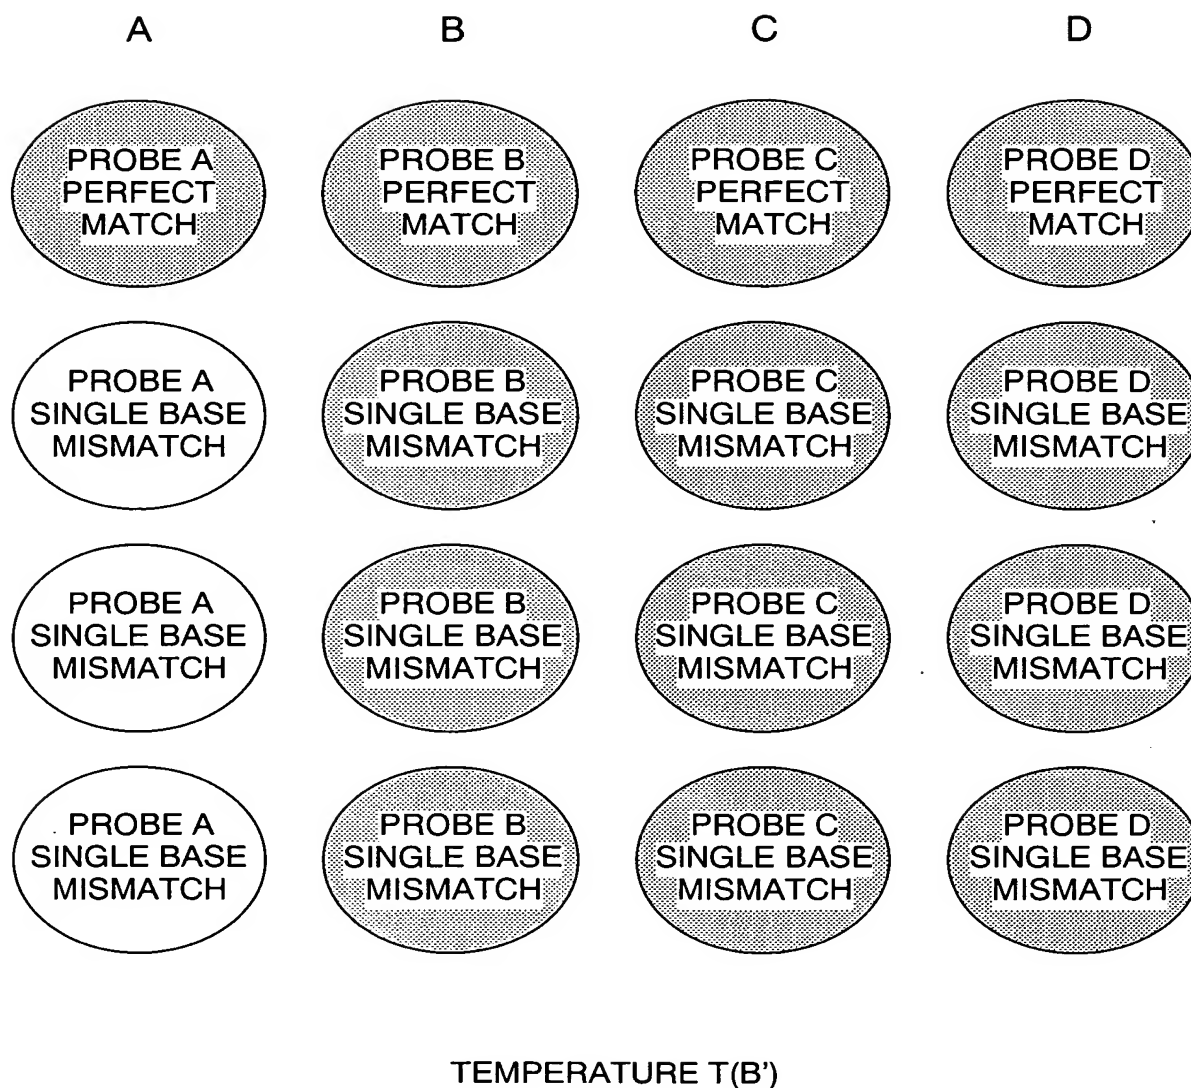 A B C D
PROBE A PROBE B PROBE C PROBE D
PERFECT PERFECT PERFECT PERFECT
MATCH MATCH MATCH MATCH
PROBE A PROBE B PROBE C PROBE D
SINGLE BASE SINGLE BASE SINGLE BASE SINGLE BASE
MISMATCH MISMATCH MISMATCH MISMATCH
PROBE A PROBE B PROBE C PROBE D
SINGLE BASE SINGLE BASE SINGLE BASE SINGLE BASE
MISMATCH MISMATCH MISMATCH MISMATCH
PROBE A PROBE B PROBE C PROBE D
SINGLE BASE SINGLE BASE SINGLE BASE SINGLE BASE
MISMATCH MISMATCH MISMATCH MISMATCH
TEMPERATURE T(B')